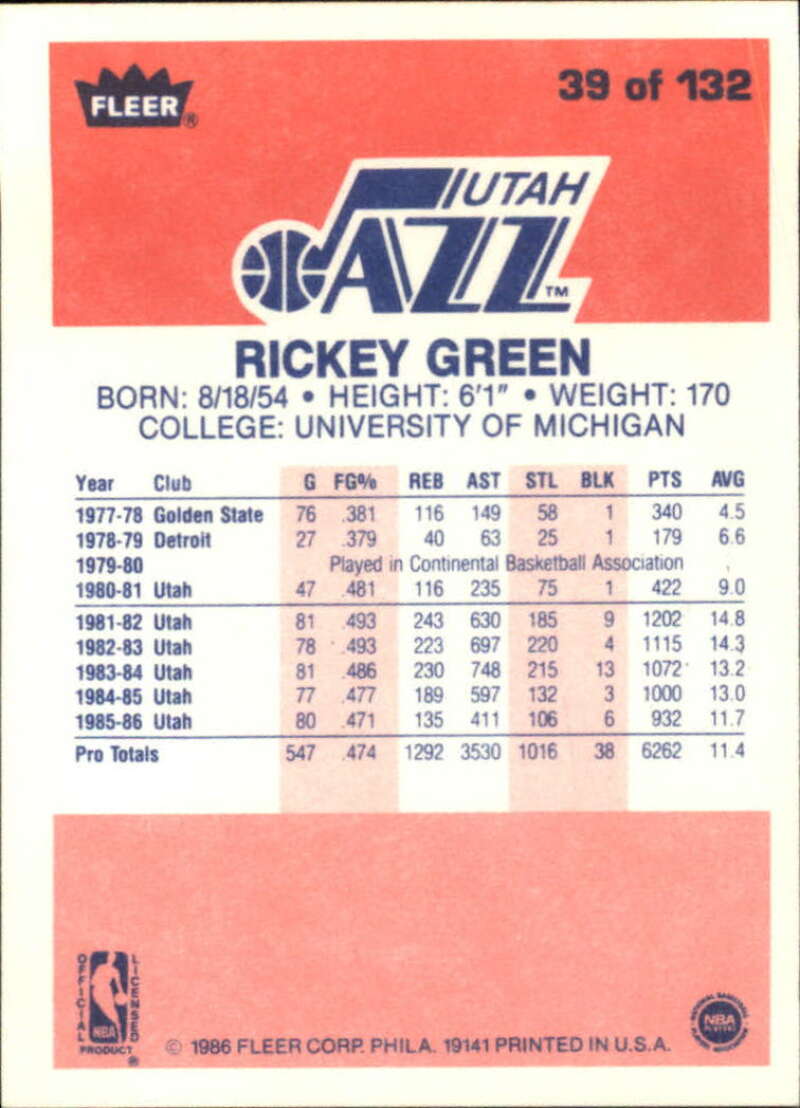 FLEER®
39 of 132
UTAH
JAZZ™
RICKEY GREEN
BORN: 8/18/54 • HEIGHT: 6'1" • WEIGHT: 170
COLLEGE: UNIVERSITY OF MICHIGAN
Year Club G FG% REB AST STL BLK PTS AVG
1977-78 Golden State 76 .381 116 149 58 1 340 4.5
1978-79 Detroit 27 .379 40 63 25 1 179 6.6
1979-80 Played in Continental Basketball Association
1980-81 Utah 47 .481 116 235 75 1 422 9.0
1981-82 Utah 81 .493 243 630 185 9 1202 14.8
1982-83 Utah 78 .493 223 697 220 4 1115 14.3
1983-84 Utah 81 .486 230 748 215 13 1072 13.2
1984-85 Utah 77 .477 189 597 132 3 1000 13.0
1985-86 Utah 80 .471 135 411 106 6 932 11.7
Pro Totals 547 .474 1292 3530 1016 38 6262 11.4
OFFICIAL
LICENSED
NBA
PRODUCT®
© 1986 FLEER CORP. PHILA. 19141 PRINTED IN U.S.A.
NATIONAL BASKETBALL
NBA
PLAYERS